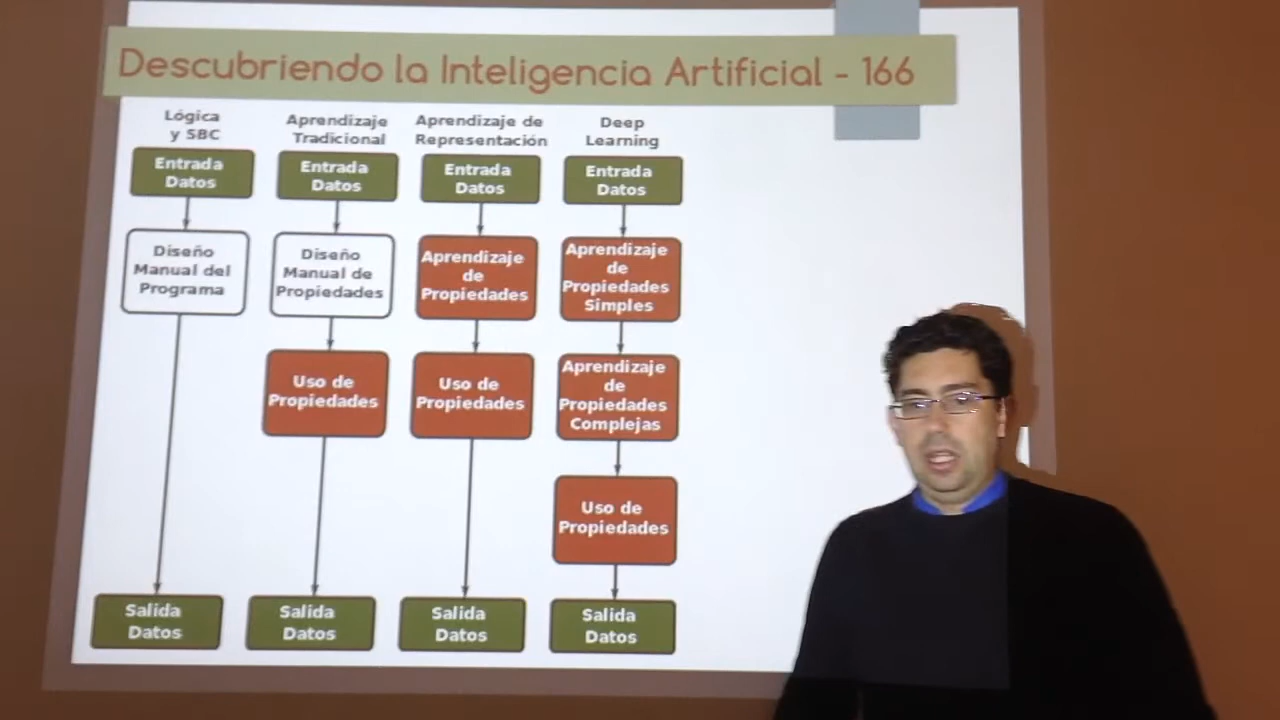 Descubriendo la Inteligencia Artificial - 166
Lógica
y SBC
Entrada
Datos
Diseño
Manual del
Programa
Salida
Datos
Aprendizaje
Tradicional
Entrada
Datos
Diseño
Manual de
Propiedades
Uso de
Propiedades
Salida
Datos
Aprendizaje de
Representación
Entrada
Datos
Aprendizaje
de
Propiedades
Uso de
Propiedades
Salida
Datos
Deep
Learning
Entrada
Datos
Aprendizaje
de
Propiedades
Simples
Aprendizaje
de
Propiedades
Complejas
Uso de
Propiedades
Salida
Datos